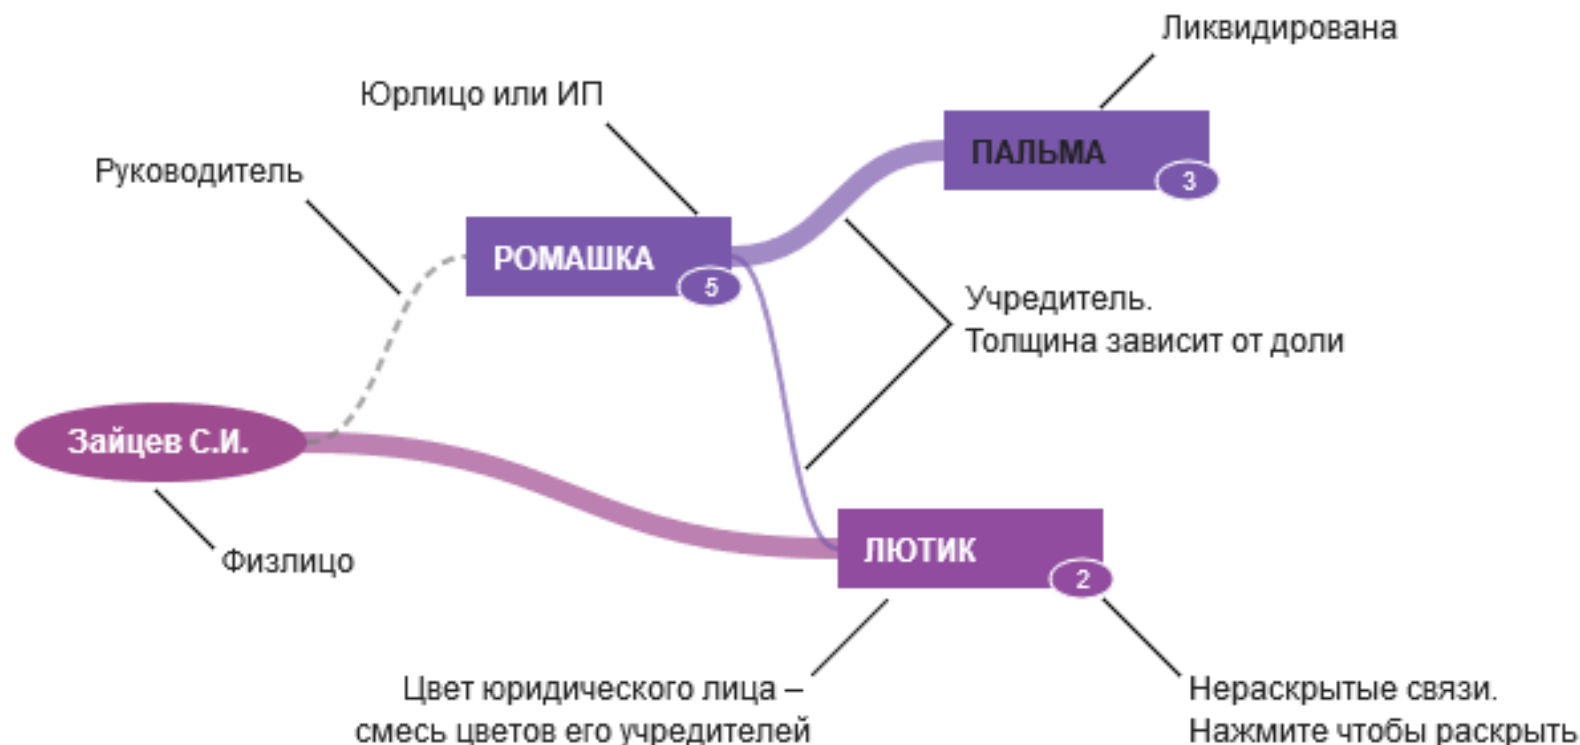 Ликвидирована
Юрлицо или ИП
ПАЛЬМА
3
Руководитель
РОМАШКА
5
Учредитель.
Толщина зависит от доли
Зайцев С.И.
Физлицо
ЛЮТИК
2
Цвет юридического лица –
смесь цветов его учредителей
Нераскрытые связи.
Нажмите чтобы раскрыть